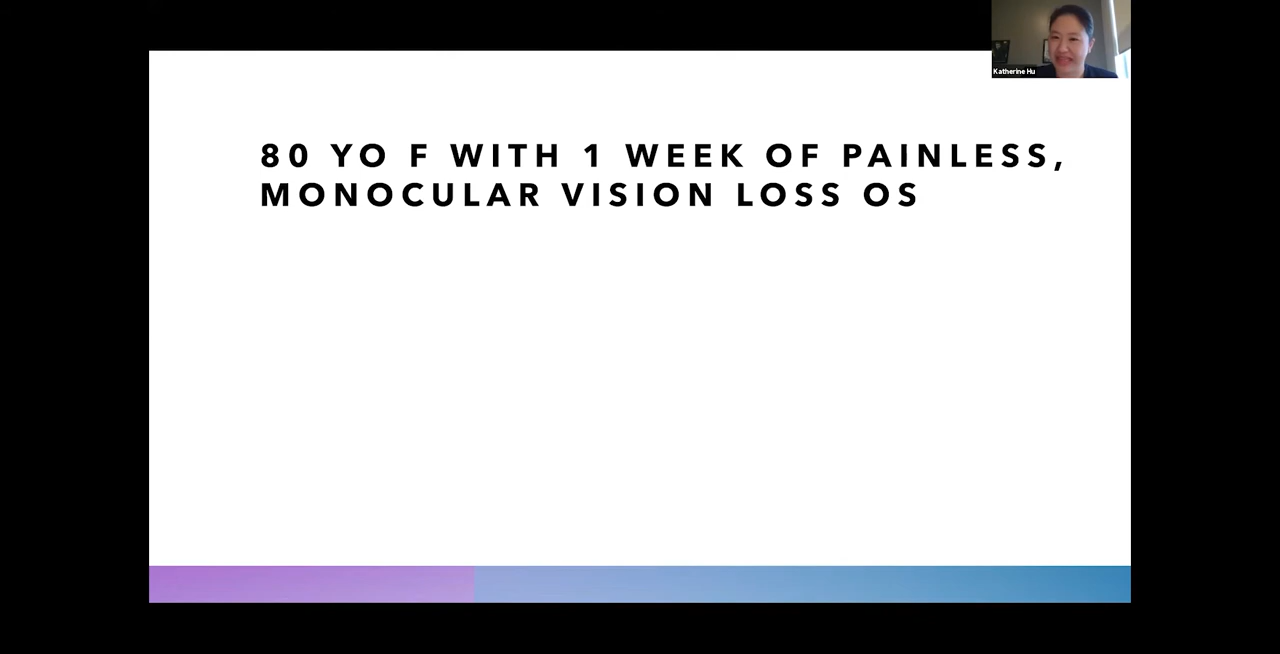 Katherine Hu
80 YO F WITH 1 WEEK OF PAINLESS,
MONOCULAR VISION LOSS OS